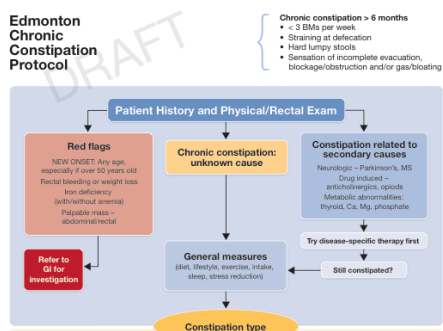 Edmonton
Chronic
Constipation
Protocol
DRAFT
Chronic constipation > 6 months
• < 3 BMs per week
• Straining at defecation
• Hard lumpy stools
• Sensation of incomplete evacuation,
blockage/obstruction and/or gas/bloating
Patient History and Physical/Rectal Exam
Red flags
NEW ONSET: Any age,
especially if over 50 years old
Rectal bleeding or weight loss
Iron deficiency
(with/without anemia)
Palpable mass –
abdominal/rectal
Chronic constipation:
unknown cause
Constipation related to
secondary causes
Neurologic – Parkinson's, MS
Drug induced –
anticholinergics, opiods
Metabolic abnormalities:
thyroid, Ca, Mg, phosphate
Try disease-specific therapy first
Refer to
GI for
investigation
General measures
(diet, lifestyle, exercise, intake,
sleep, stress reduction)
Still constipated?
Constipation type